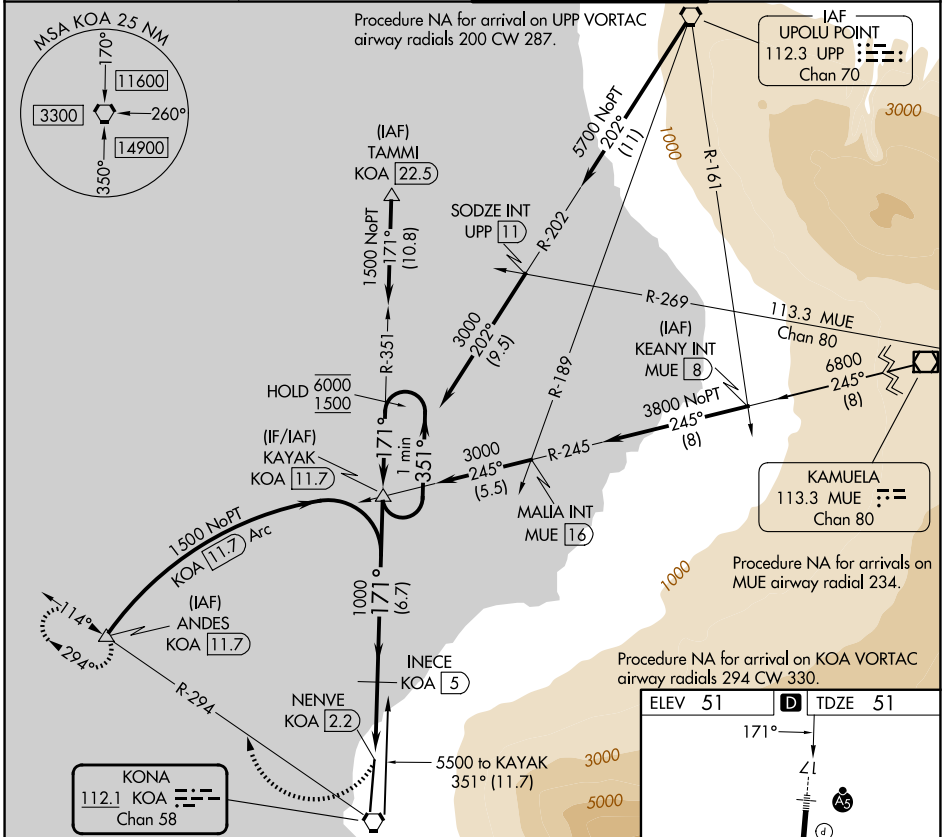 MSA KOA 25 NM
170°
11600
3300
260°
14900
350°
Procedure NA for arrival on UPP VORTAC
airway radials 200 CW 287.
IAF
UPOLU POINT
112.3 UPP
Chan 70
3000
1000
5700 NoPT
202°
(11)
R-161
(IAF)
TAMMI
KOA 22.5
1500 NoPT
171°
(10.8)
SODZE INT
UPP 11
R-202
R-269
113.3 MUE
Chan 80
R-351
3000
202°
(9.5)
R-189
(IAF)
KEANY INT
MUE 8
6800
245°
(8)
HOLD 6000
1500
3800 NoPT
245°
(8)
171°
1 min
351°
(IF/IAF)
KAYAK
KOA 11.7
3000
245°
(5.5)
R-245
MALIA INT
MUE 16
KAMUELA
113.3 MUE
Chan 80
1500 NoPT
KOA 11.7 Arc
1000
Procedure NA for arrivals on
MUE airway radial 234.
114°
294°
(IAF)
ANDES
KOA 11.7
1000
171°
(6.7)
R-294
INECE
KOA 5
NENVE
KOA 2.2
Procedure NA for arrival on KOA VORTAC
airway radials 294 CW 330.
ELEV 51 D TDZE 51
171°
17
A5
P
5500 to KAYAK
351° (11.7)
3000
5000
KONA
112.1 KOA
Chan 58